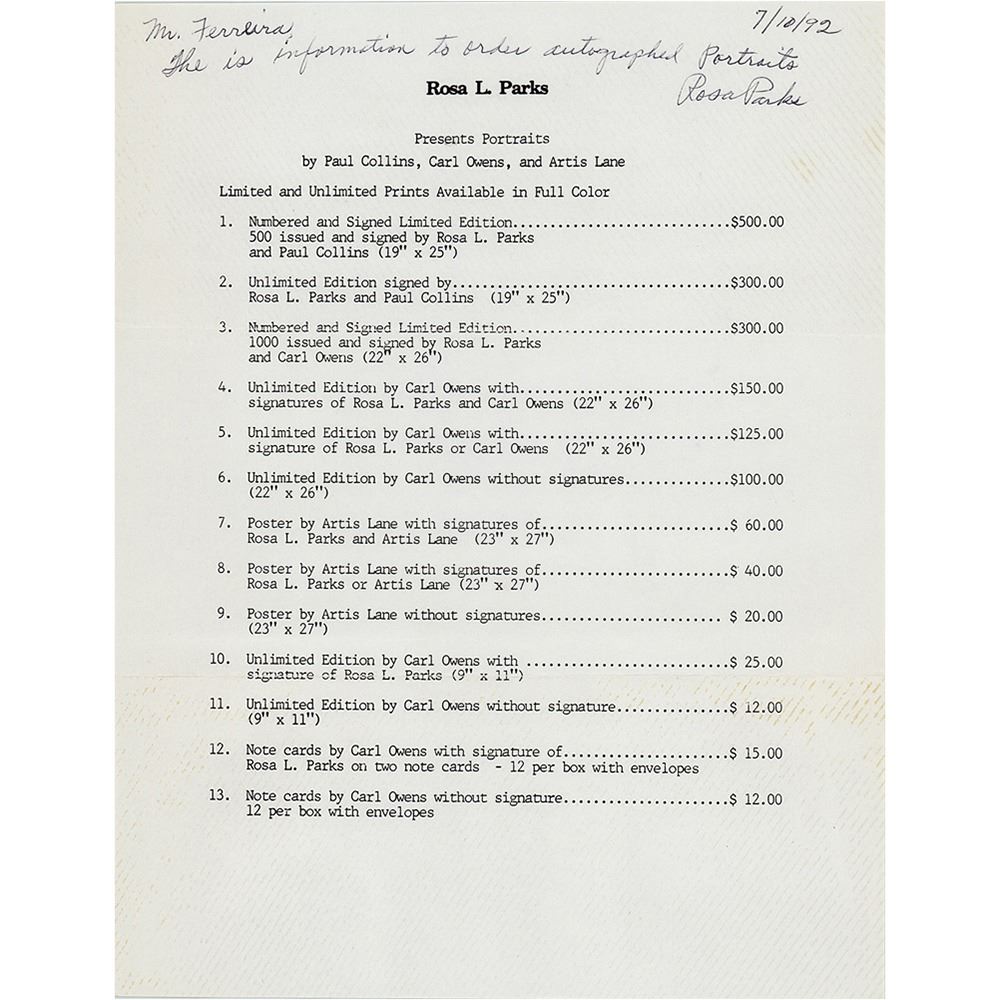 Mr. Ferreira, 7/10/92
The is information to order autographed Portraits
Rosa Parks
Rosa L. Parks
Presents Portraits
by Paul Collins, Carl Owens, and Artis Lane
Limited and Unlimited Prints Available in Full Color
1. Numbered and Signed Limited Edition.............................$500.00
500 issued and signed by Rosa L. Parks
and Paul Collins (19" x 25")
2. Unlimited Edition signed by.....................................$300.00
Rosa L. Parks and Paul Collins (19" x 25")
3. Numbered and Signed Limited Edition.............................$300.00
1000 issued and signed by Rosa L. Parks
and Carl Owens (22" x 26")
4. Unlimited Edition by Carl Owens with............................$150.00
signatures of Rosa L. Parks and Carl Owens (22" x 26")
5. Unlimited Edition by Carl Owens with............................$125.00
signature of Rosa L. Parks or Carl Owens (22" x 26")
6. Unlimited Edition by Carl Owens without signatures..............$100.00
(22" x 26")
7. Poster by Artis Lane with signatures of.........................$ 60.00
Rosa L. Parks and Artis Lane (23" x 27")
8. Poster by Artis Lane with signatures of.........................$ 40.00
Rosa L. Parks or Artis Lane (23" x 27")
9. Poster by Artis Lane without signatures........................ $ 20.00
(23" x 27")
10. Unlimited Edition by Carl Owens with ...........................$ 25.00
signature of Rosa L. Parks (9" x 11")
11. Unlimited Edition by Carl Owens without signature...............$ 12.00
(9" x 11")
12. Note cards by Carl Owens with signature of......................$ 15.00
Rosa L. Parks on two note cards - 12 per box with envelopes
13. Note cards by Carl Owens without signature......................$ 12.00
12 per box with envelopes